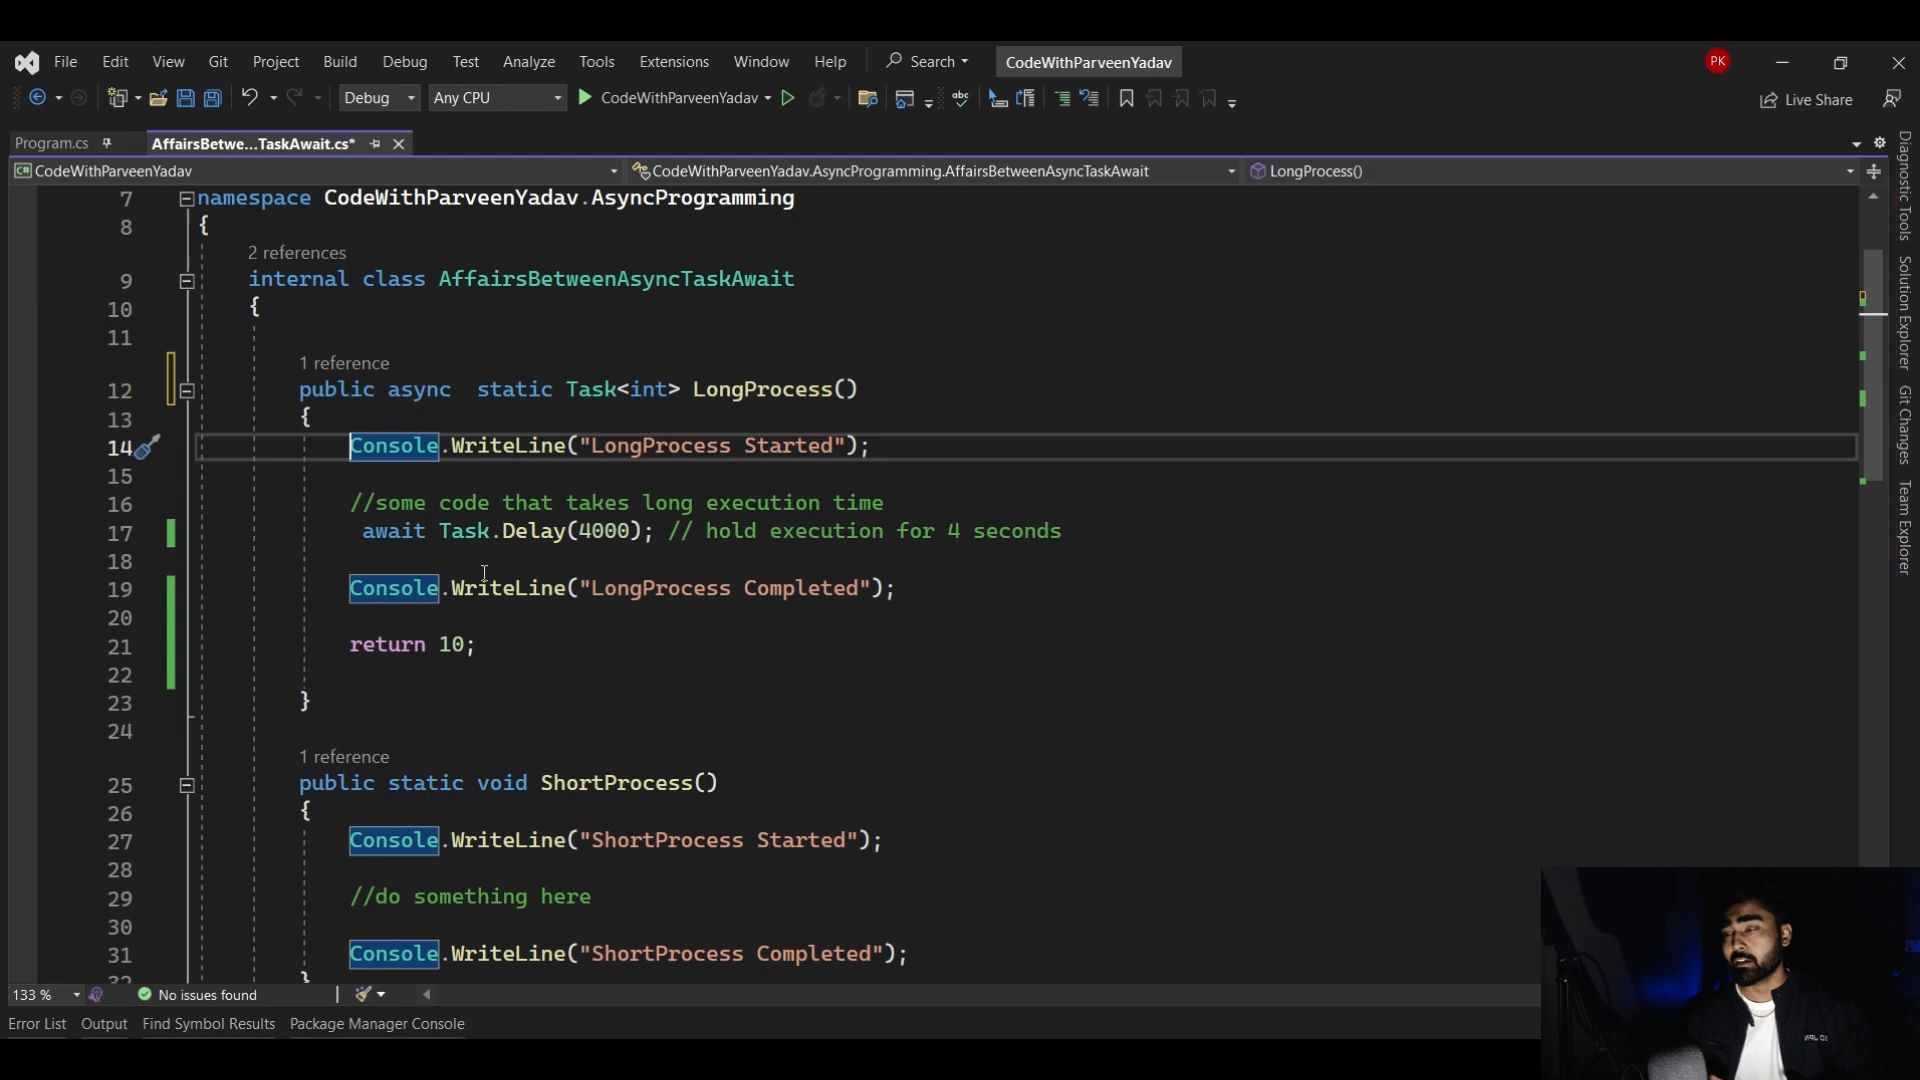 File Edit View Git Project Build Debug Test Analyze Tools Extensions Window Help Search CodeWithParveenYadav PK
Debug Any CPU CodeWithParveenYadav abc Live Share
Program.cs AffairsBetwe...TaskAwait.cs*
C# CodeWithParveenYadav CodeWithParveenYadav.AsyncProgramming.AffairsBetweenAsyncTaskAwait LongProcess()
7 namespace CodeWithParveenYadav.AsyncProgramming
8 {
2 references
9 internal class AffairsBetweenAsyncTaskAwait
10 {
11
1 reference
12 public async  static Task<int> LongProcess()
13 {
14 Console.WriteLine("LongProcess Started");
15
16 //some code that takes long execution time
17 await Task.Delay(4000); // hold execution for 4 seconds
18
19 Console.WriteLine("LongProcess Completed");
20
21 return 10;
22
23 }
24
1 reference
25 public static void ShortProcess()
26 {
27 Console.WriteLine("ShortProcess Started");
28
29 //do something here
30
31 Console.WriteLine("ShortProcess Completed");
32 }
133 % No issues found
Error List Output Find Symbol Results Package Manager Console
Diagnostic Tools
Solution Explorer
Git Changes
Team Explorer